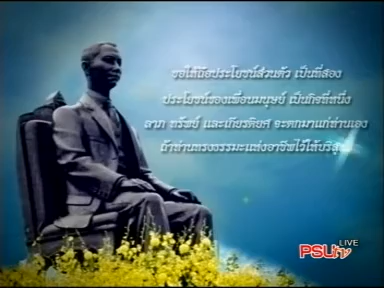 ขอให้ถือประโยชน์ส่วนตัว เป็นที่สอง
ประโยชน์ของเพื่อนมนุษย์ เป็นกิจที่หนึ่ง
ลาภ ทรัพย์ และเกียรติยศ จะตกมาแก่ท่านเอง
ถ้าท่านทรงธรรมะแห่งอาชีพไว้ให้บริสุ
LIVE
PSU